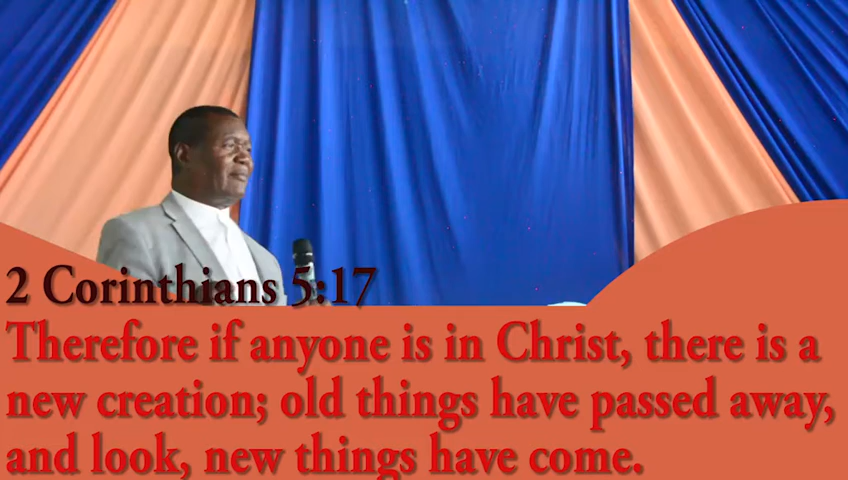 2 Corinthians 5:17
Therefore if anyone is in Christ, there is a
new creation; old things have passed away,
and look, new things have come.